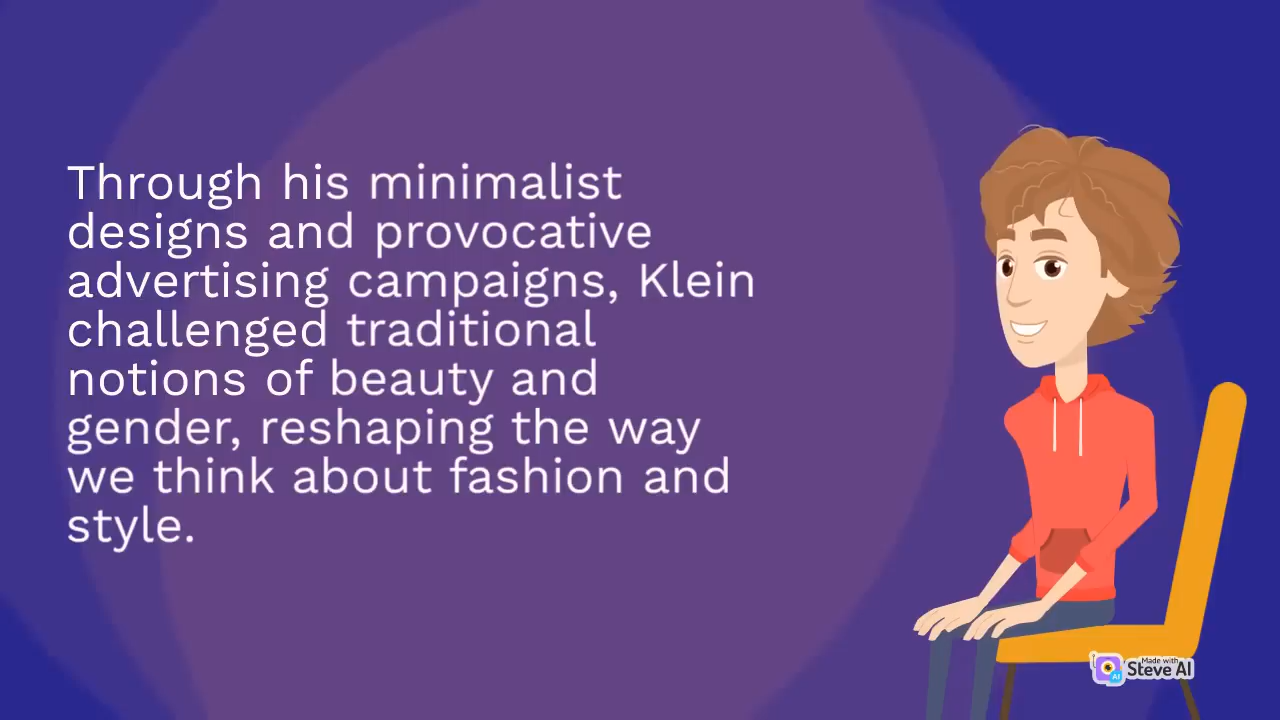 Through his minimalist
designs and provocative
advertising campaigns, Klein
challenged traditional
notions of beauty and
gender, reshaping the way
we think about fashion and
style.
Made with
Steve AI
AI